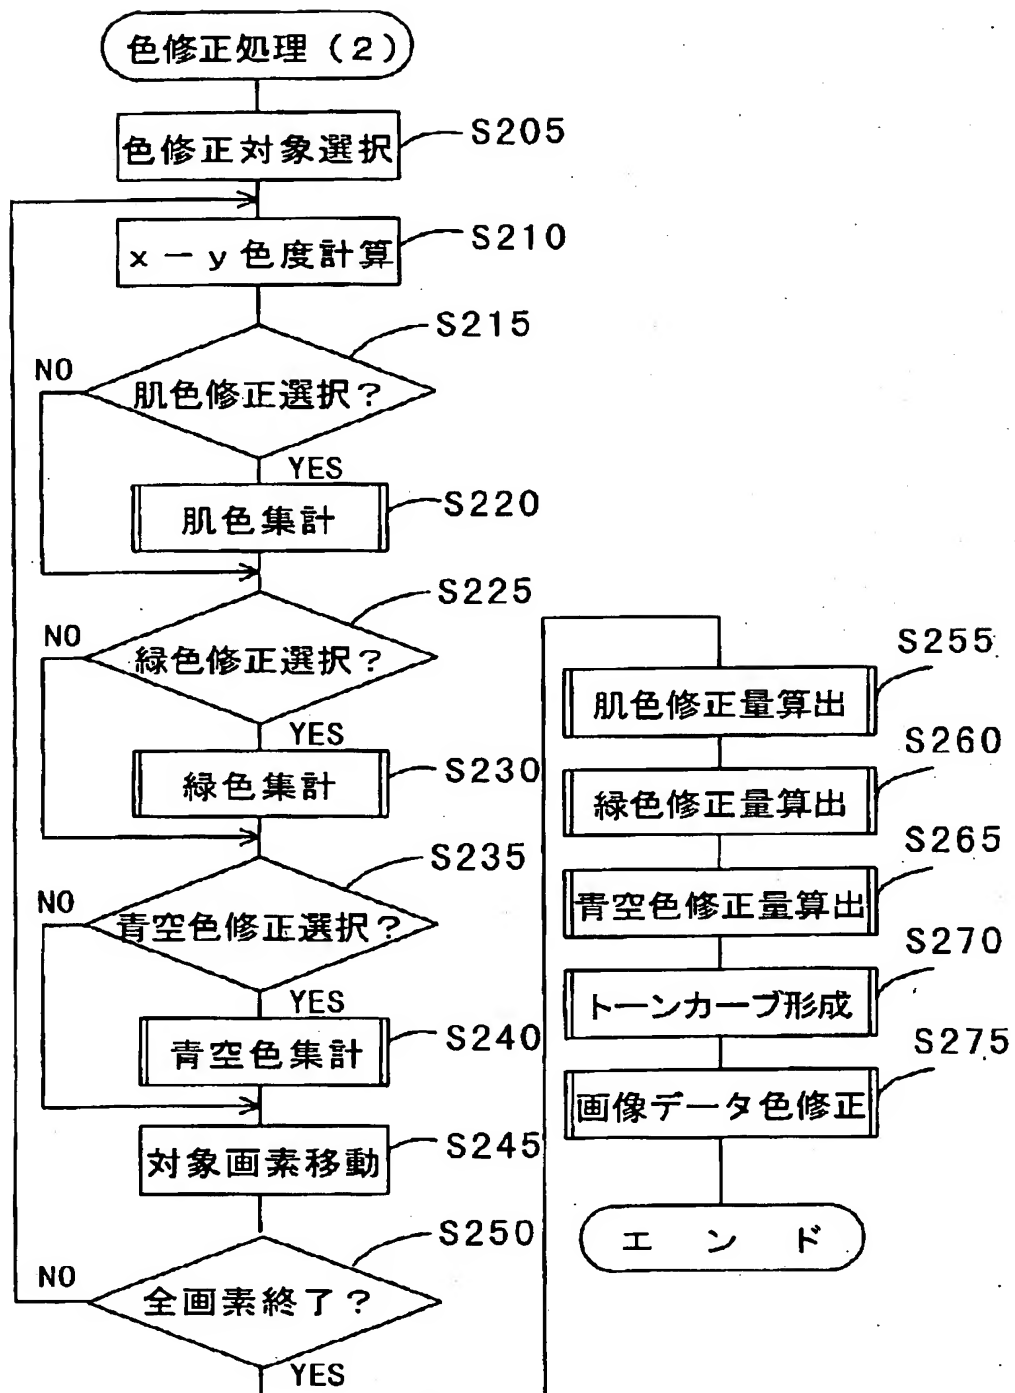 色修正処理(2)
色修正対象選択
S205
x-y色度計算
S210
S215
NO
肌色修正選択?
YES
肌色集計
S220
S225
NO
緑色修正選択?
YES
緑色集計
S230
S235
NO
青空色修正選択?
YES
青空色集計
S240
対象画素移動
S245
S250
NO
全画素終了?
YES
S255
肌色修正量算出
S260
緑色修正量算出
S265
青空色修正量算出
S270
トーンカーブ形成
S275
画像データ色修正
エンド